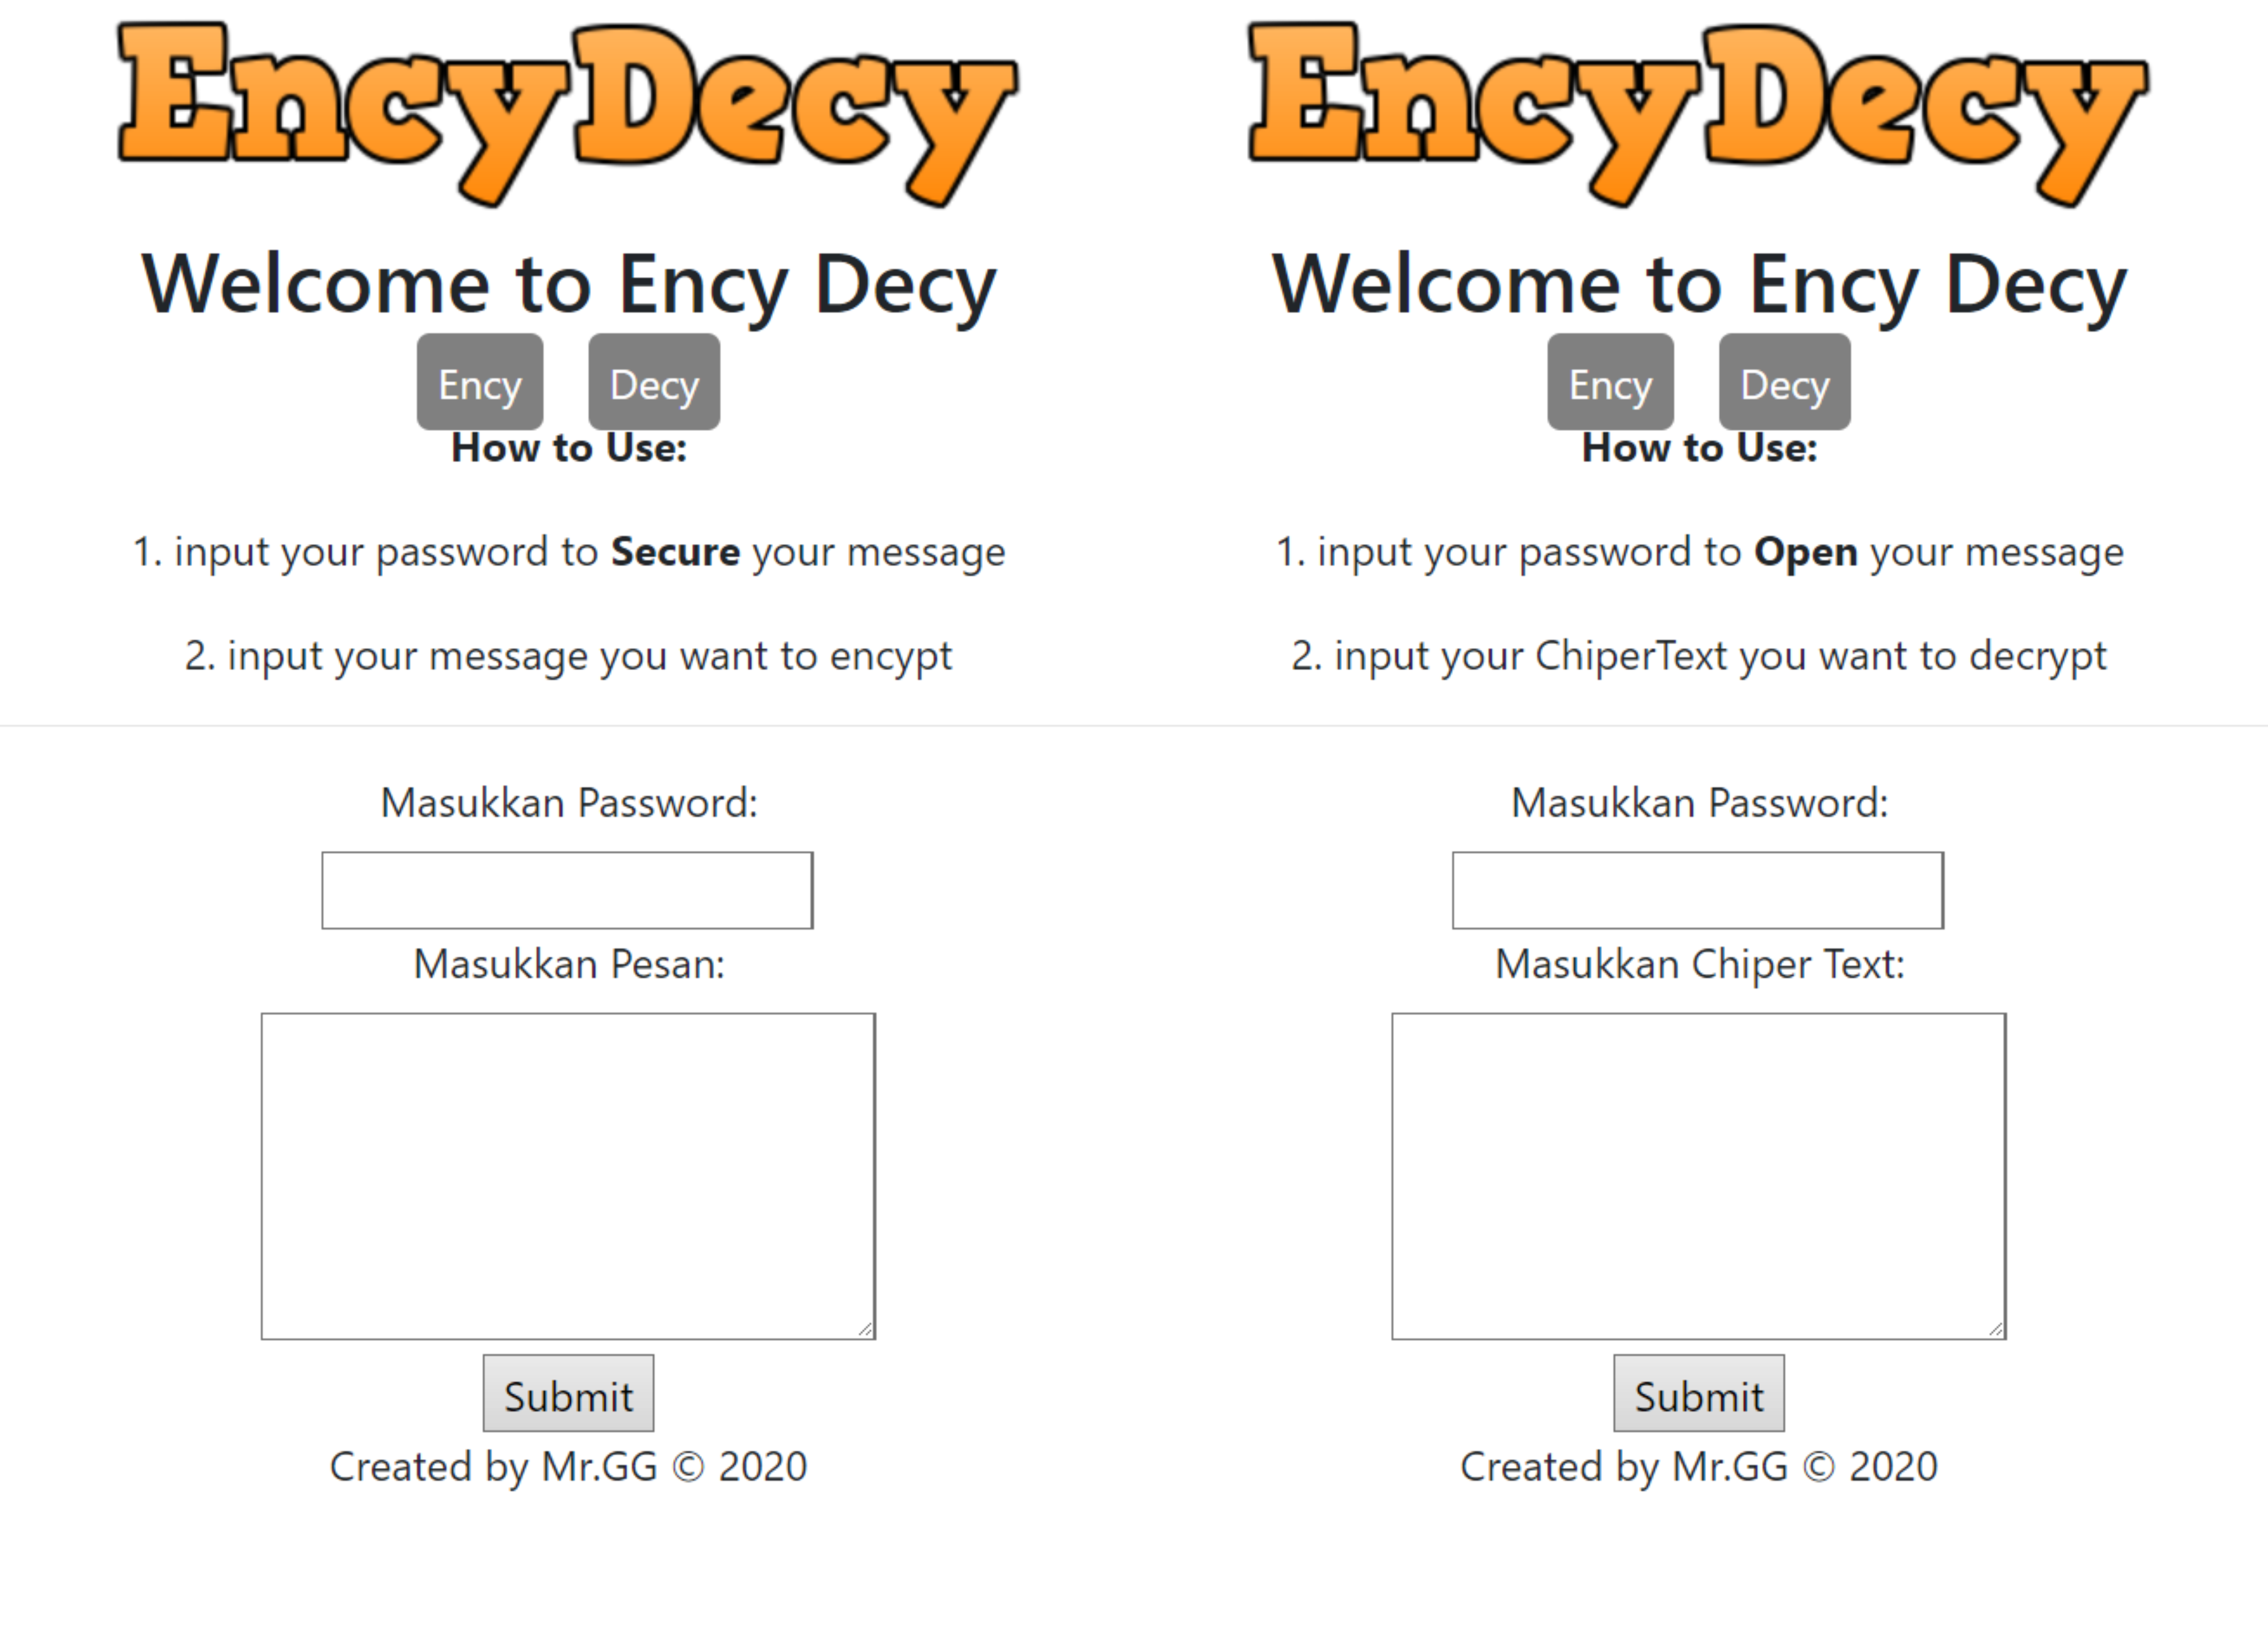 EncyDecy
Welcome to Ency Decy
Ency Decy
How to Use:
1. input your password to Secure your message
2. input your message you want to encypt
Masukkan Password:
Masukkan Pesan:
Submit
Created by Mr.GG © 2020
EncyDecy
Welcome to Ency Decy
Ency Decy
How to Use:
1. input your password to Open your message
2. input your ChiperText you want to decrypt
Masukkan Password:
Masukkan Chiper Text:
Submit
Created by Mr.GG © 2020